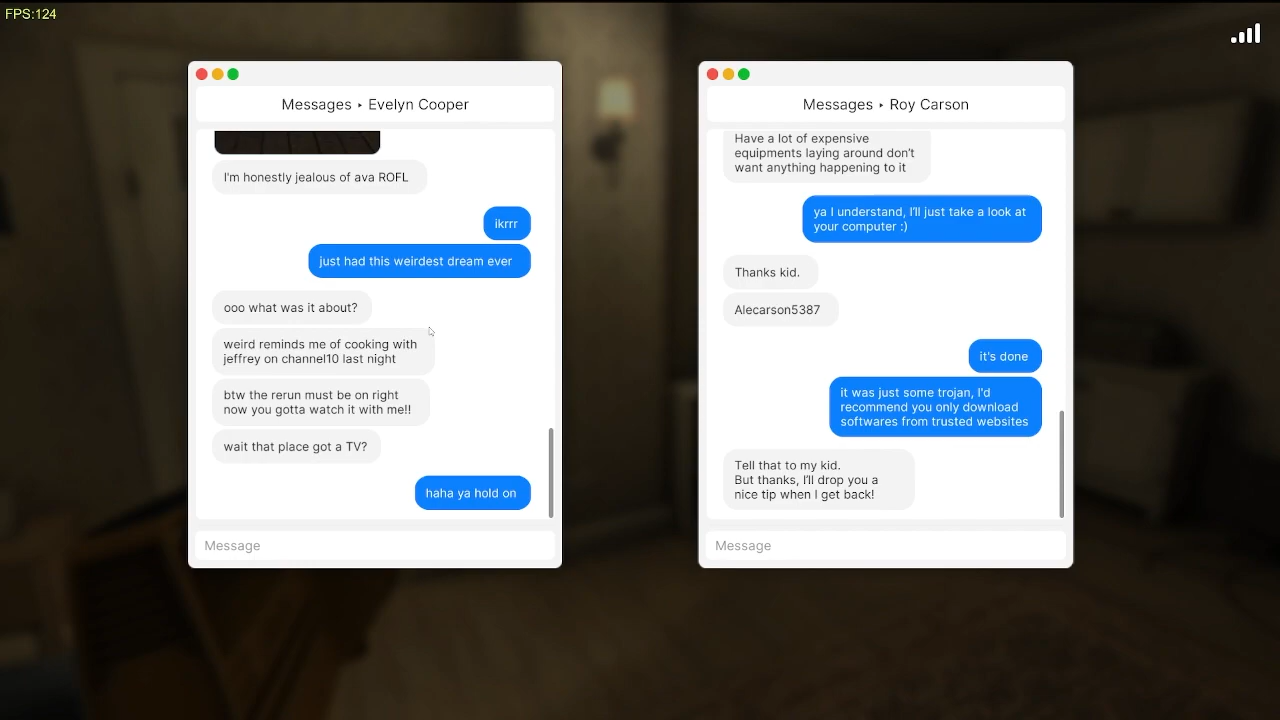 FPS:124
Messages ▸ Evelyn Cooper
I'm honestly jealous of ava ROFL
ikrrr
just had this weirdest dream ever
ooo what was it about?
weird reminds me of cooking with
jeffrey on channel10 last night
btw the rerun must be on right
now you gotta watch it with me!!
wait that place got a TV?
haha ya hold on
Message
Messages ▸ Roy Carson
Have a lot of expensive
equipments laying around don't
want anything happening to it
ya I understand, I'll just take a look at
your computer :)
Thanks kid.
Alecarson5387
it's done
it was just some trojan, I'd
recommend you only download
softwares from trusted websites
Tell that to my kid.
But thanks, I'll drop you a
nice tip when I get back!
Message